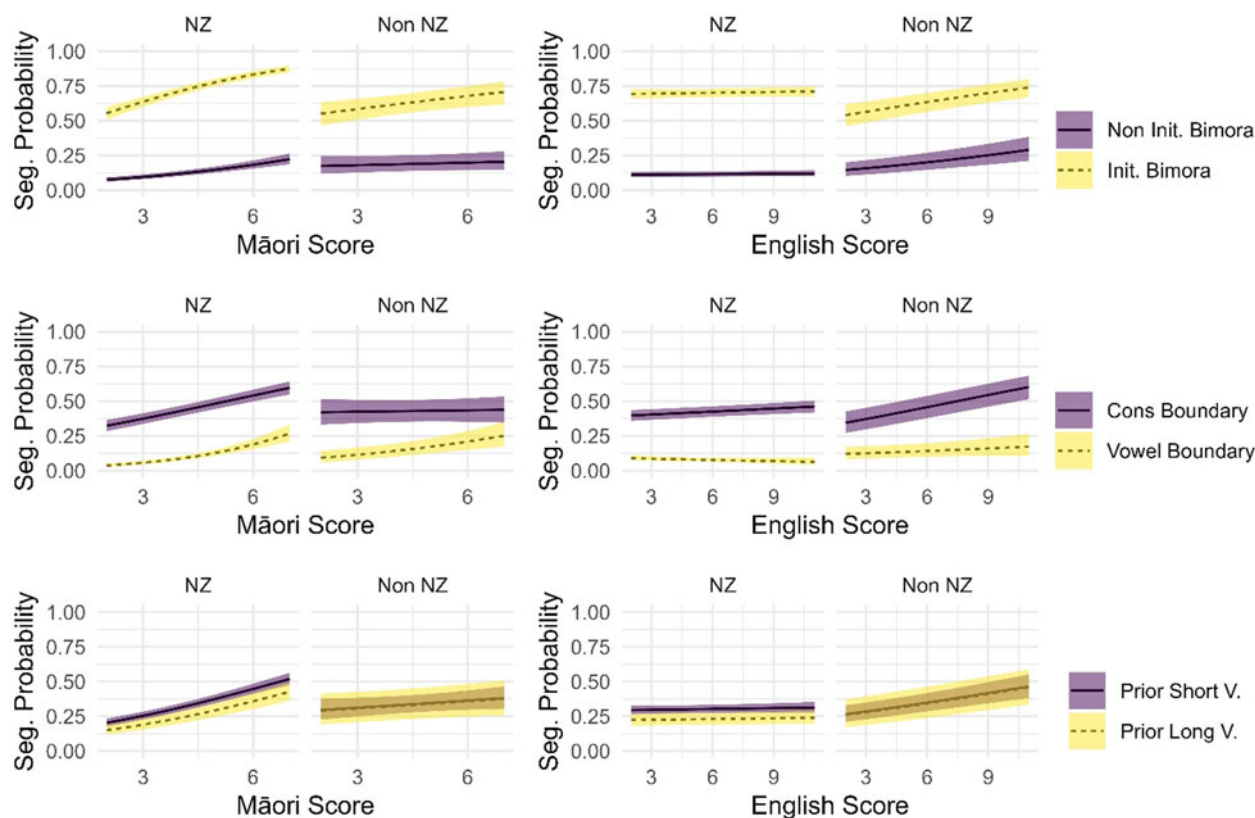 NZ Non NZ NZ Non NZ
Seg. Probability
1.00
0.75
0.50
0.25
0.00
3 6 3 6 3 6 9 3 6 9
Māori Score English Score
Seg. Probability
1.00
0.75
0.50
0.25
0.00
Non Init. Bimora
Init. Bimora
NZ Non NZ NZ Non NZ
Seg. Probability
1.00
0.75
0.50
0.25
0.00
3 6 3 6 3 6 9 3 6 9
Māori Score English Score
Seg. Probability
1.00
0.75
0.50
0.25
0.00
Cons Boundary
Vowel Boundary
NZ Non NZ NZ Non NZ
Seg. Probability
1.00
0.75
0.50
0.25
0.00
3 6 3 6 3 6 9 3 6 9
Māori Score English Score
Seg. Probability
1.00
0.75
0.50
0.25
0.00
Prior Short V.
Prior Long V.